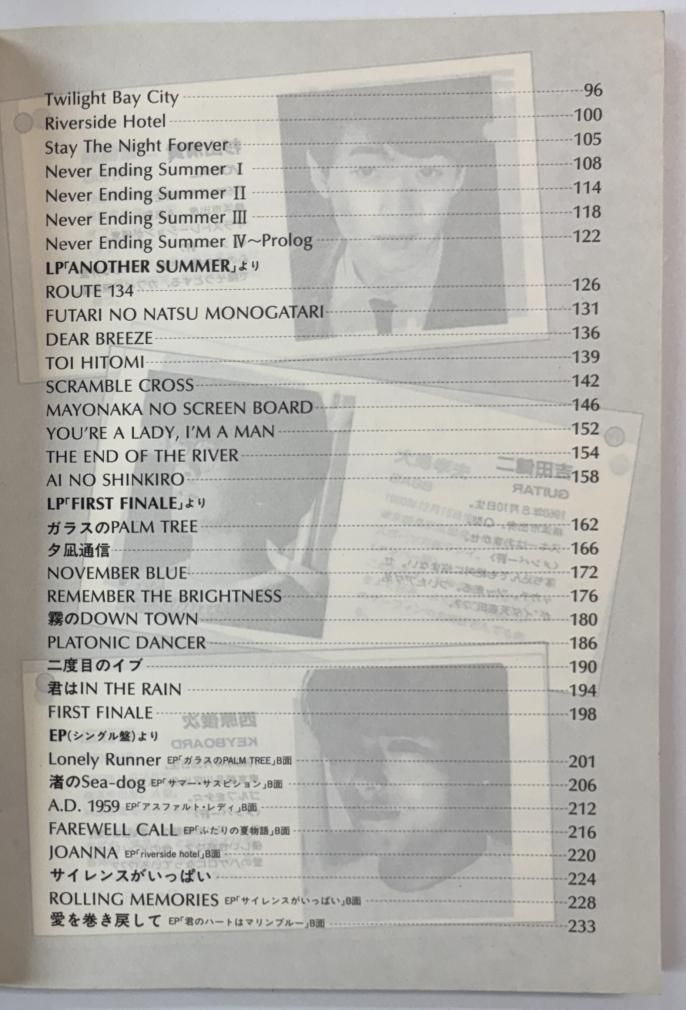 Twilight Bay City 96
Riverside Hotel 100
Stay The Night Forever 105
Never Ending Summer Ⅰ 108
Never Ending Summer Ⅱ 114
Never Ending Summer Ⅲ 118
Never Ending Summer Ⅳ〜Prolog 122
LP「ANOTHER SUMMER」より
ROUTE 134 126
FUTARI NO NATSU MONOGATARI 131
DEAR BREEZE 136
TOI HITOMI 139
SCRAMBLE CROSS 142
MAYONAKA NO SCREEN BOARD 146
YOU'RE A LADY, I'M A MAN 152
THE END OF THE RIVER 154
AI NO SHINKIRO 158
LP「FIRST FINALE」より
ガラスのPALM TREE 162
夕凪通信 166
NOVEMBER BLUE 172
REMEMBER THE BRIGHTNESS 176
霧のDOWN TOWN 180
PLATONIC DANCER 186
二度目のイブ 190
君はIN THE RAIN 194
FIRST FINALE 198
EP(シングル盤)より
Lonely Runner EP「ガラスのPALM TREE」B面 201
渚のSea-dog EP「サマー・サスピション」B面 206
A.D. 1959 EP「アスファルト・レディ」B面 212
FAREWELL CALL EP「ふたりの夏物語」B面 216
JOANNA EP「riverside hotel」B面 220
サイレンスがいっぱい 224
ROLLING MEMORIES EP「サイレンスがいっぱい」B面 228
愛を巻き戻して EP「君のハートはマリンブルー」B面 233
吉田健二
GUITAR
西原俊次
KEYBOARD